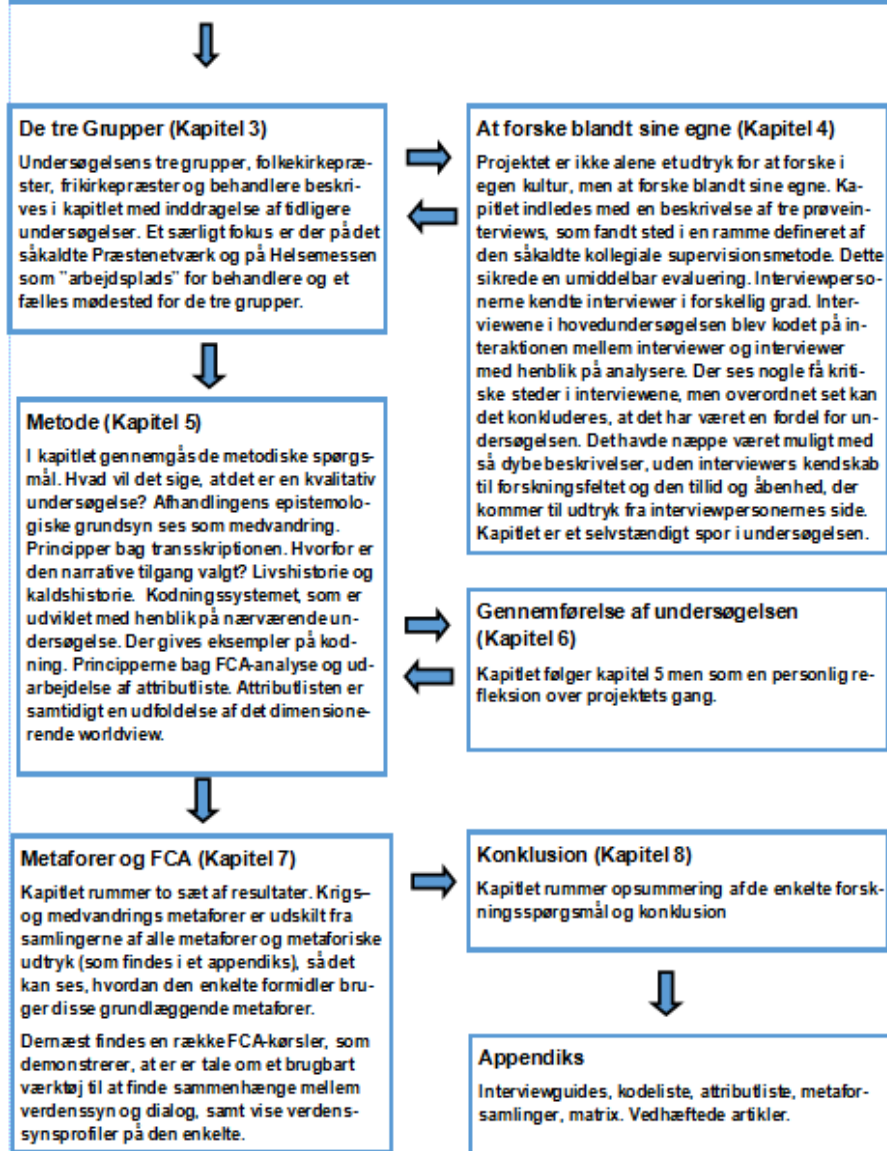 De tre Grupper (Kapitel 3)
Undersøgelsens tre grupper, folkekirkepræ-
ster, frikirkepræster og behandlere beskri-
ves i kapitlet med inddragelse af tidligere
undersøgelser. Et særligt fokus er der på det
såkaldte Præstenetværk og på Helsemessen
som "arbejdsplads" for behandlere og et
fælles mødested for de tre grupper.
At forske blandt sine egne (Kapitel 4)
Projektet er ikke alene et udtryk for at forske i
egen kultur, men at forske blandt sine egne. Ka-
pitlet indledes med en beskrivelse af tre prøvein-
terviews, som fandt sted i en ramme defineret af
den såkaldte kollegiale supervisionsmetode. Dette
sikrede en umiddelbar evaluering. Interviewperso-
nerne kendte interviewer i forskellig grad. Inter-
viewene i hovedundersøgelsen blev kodet på in-
teraktionen mellem interviewer og interviewer
med henblik på analysere. Der ses nogle få kriti-
ske steder i interviewene, men overordnet set kan
det konkluderes, at det har været en fordel for un-
dersøgelsen. Det havde næppe været muligt med
så dybe beskrivelser, uden interviewers kendskab
til forskningsfeltet og den tillid og åbenhed, der
kommer til udtryk fra interviewpersonernes side.
Kapitlet er et selvstændigt spor i undersøgelsen.
Metode (Kapitel 5)
I kapitlet gennemgås de metodiske spørgs-
mål. Hvad vil det sige, at det er en kvalitativ
undersøgelse? Afhandlingens epistemolo-
giske grundsyn ses som medvandring.
Principper bag transskriptionen. Hvorfor er
den narrative tilgang valgt? Livshistorie og
kaldshistorie. Kodningssystemet, som er
udviklet med henblik på nærværende un-
dersøgelse. Der gives eksempler på kod-
ning. Principperne bag FCA-analyse og ud-
arbejdelse af attributliste. Attributlisten er
samtidigt en udfoldelse af det dimensione-
rende worldview.
Gennemførelse af undersøgelsen
(Kapitel 6)
Kapitlet følger kapitel 5 men som en personlig re-
fleksion over projektets gang.
Metaforer og FCA (Kapitel 7)
Kapitlet rummer to sæt af resultater. Krigs–
og medvandrings metaforer er udskilt fra
samlingerne af alle metaforer og metaforiske
udtryk (som findes i et appendiks), så det
kan ses, hvordan den enkelte formidler bru-
ger disse grundlæggende metaforer.
Dernæst findes en række FCA-kørsler, som
demonstrerer, at er er tale om et brugbart
værktøj til at finde sammenhænge mellem
verdenssyn og dialog, samt vise verdens-
synsprofiler på den enkelte.
Konklusion (Kapitel 8)
Kapitlet rummer opsummering af de enkelte forsk-
ningsspørgsmål og konklusion
Appendiks
Interviewguides, kodeliste, attributliste, metafor-
samlinger, matrix. Vedhæftede artikler.